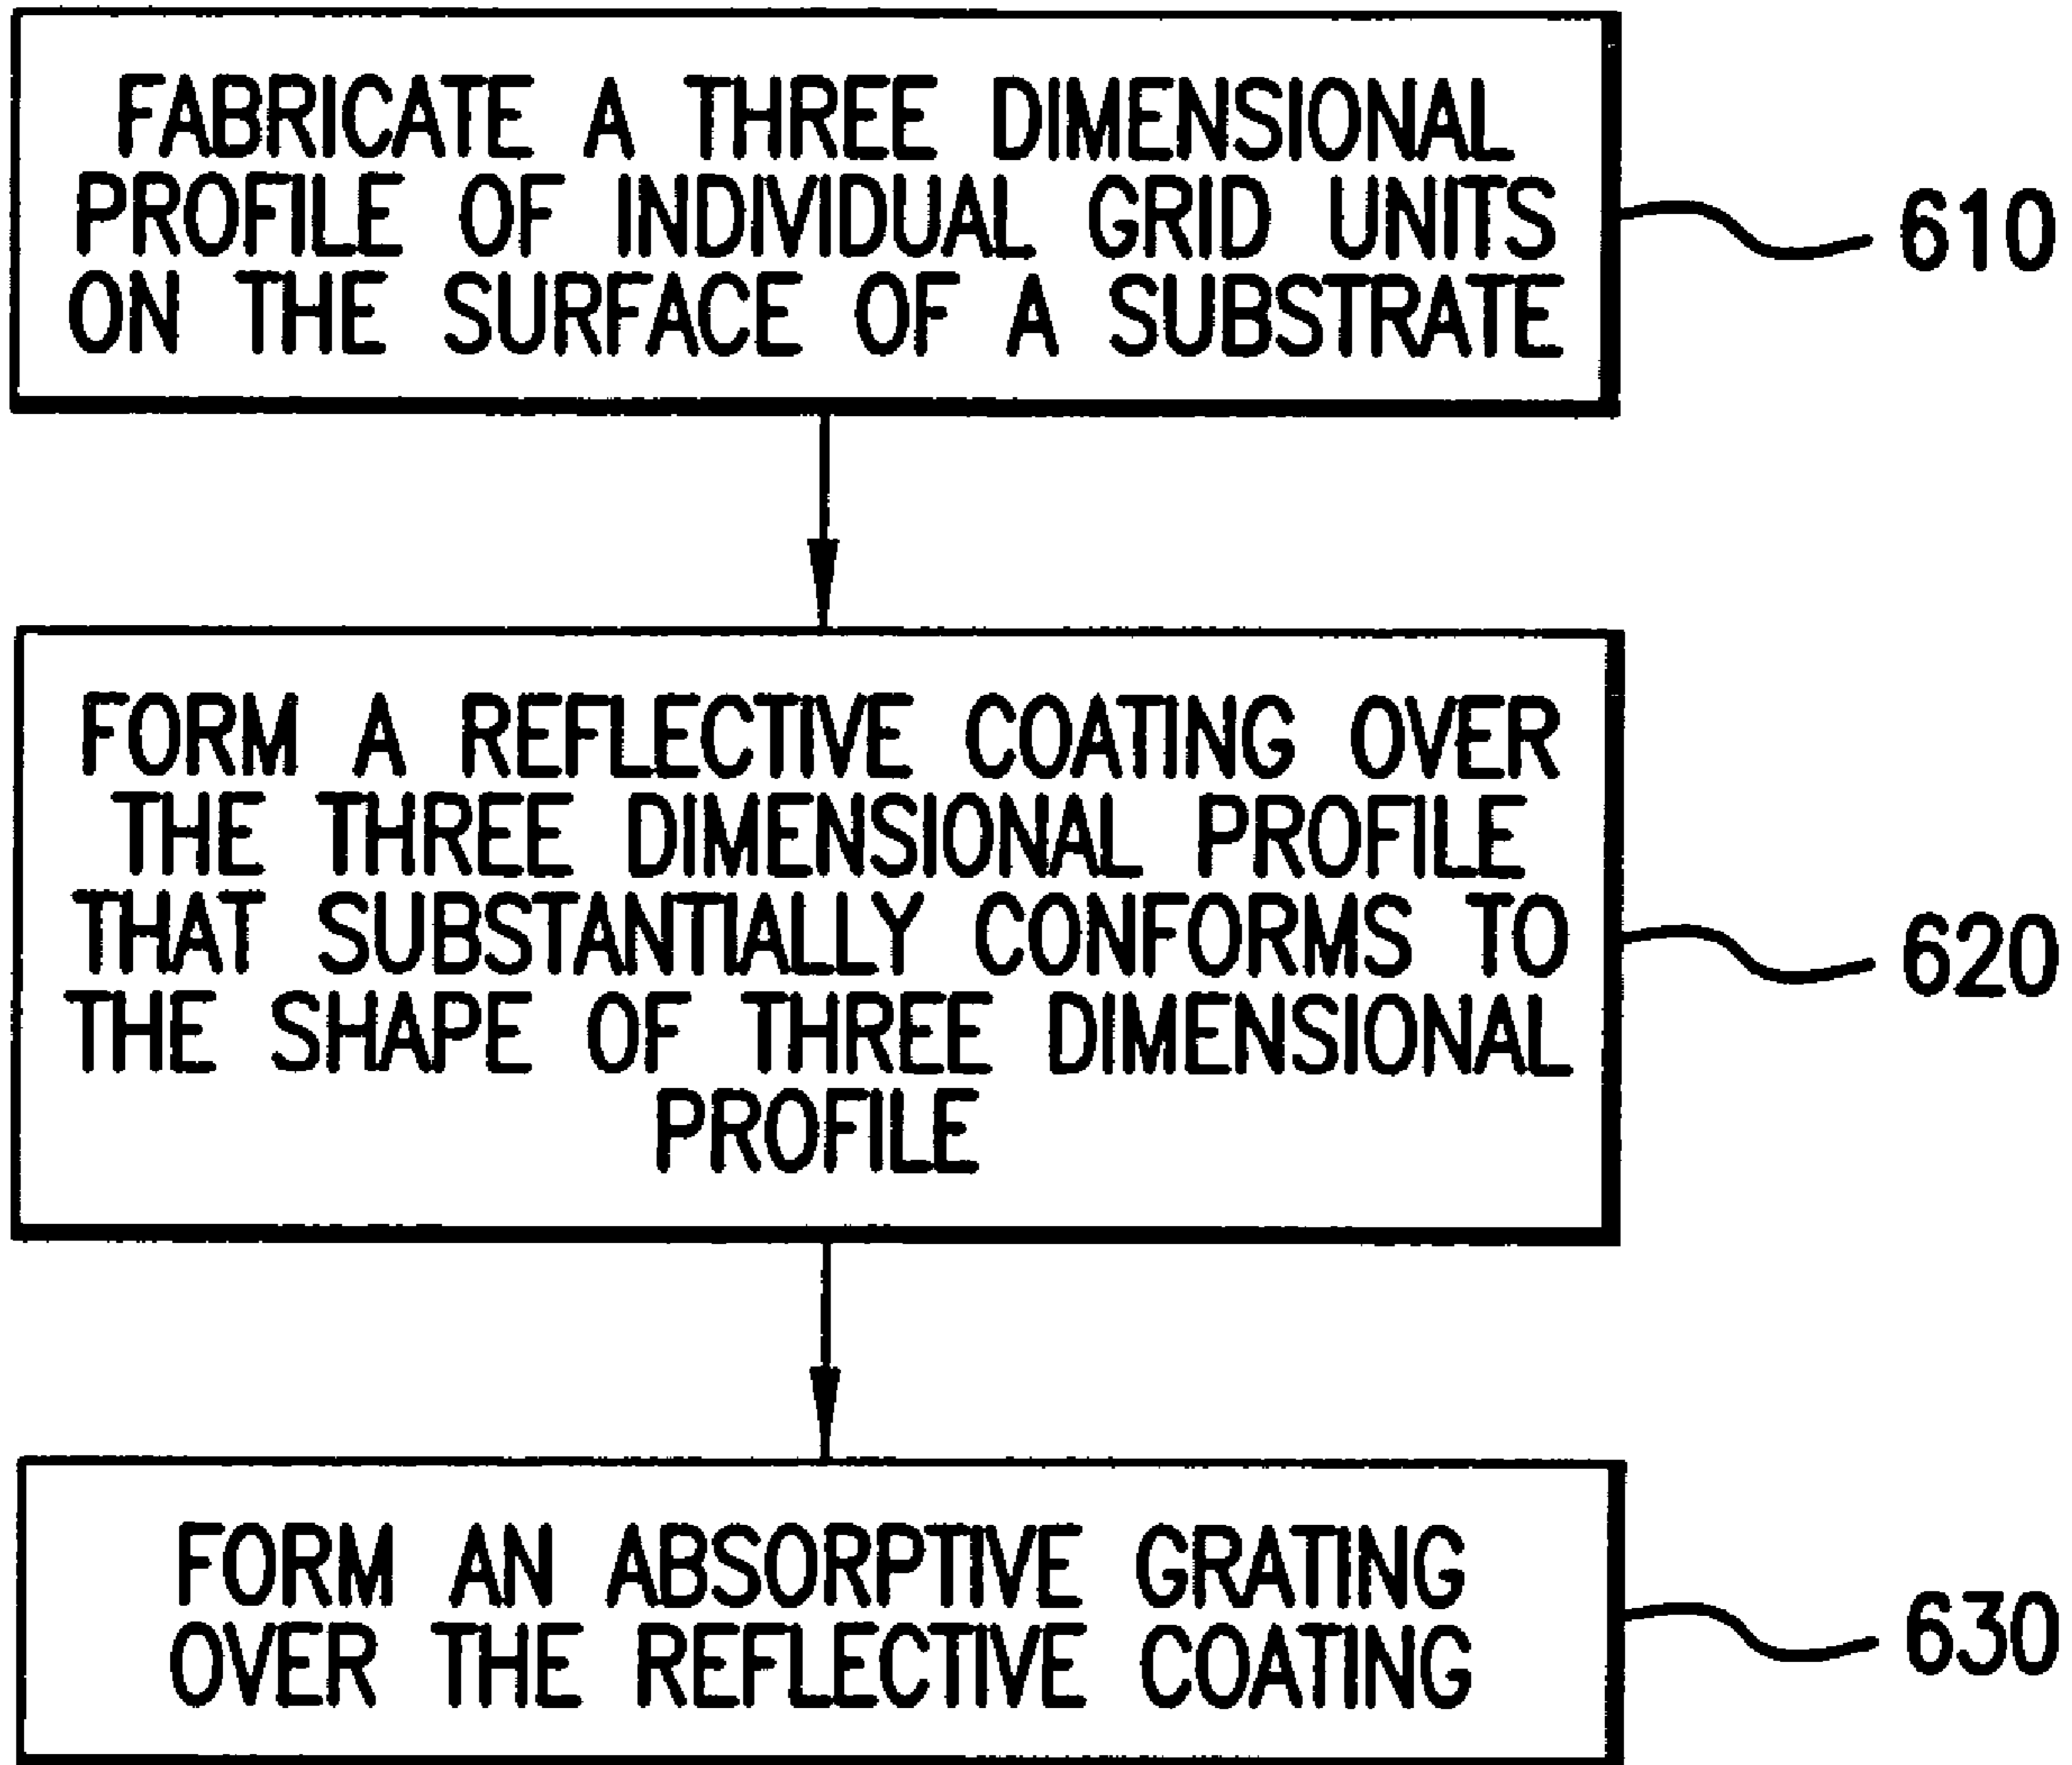 FABRICATE A THREE DIMENSIONAL
PROFILE OF INDIVIDUAL GRID UNITS
ON THE SURFACE OF A SUBSTRATE
610
FORM A REFLECTIVE COATING OVER
THE THREE DIMENSIONAL PROFILE
THAT SUBSTANTIALLY CONFORMS TO
THE SHAPE OF THREE DIMENSIONAL
PROFILE
620
FORM AN ABSORPTIVE GRATING
OVER THE REFLECTIVE COATING
630